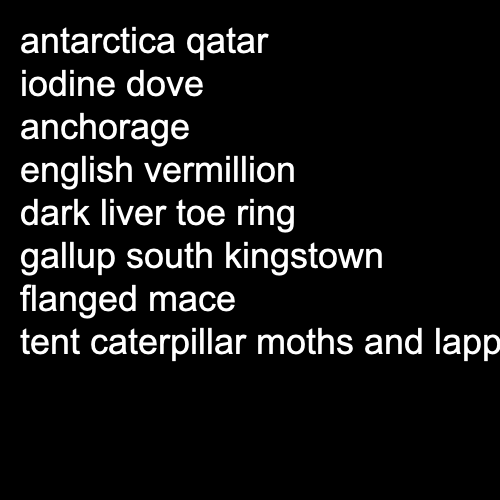 antarctica qatar
iodine dove
anchorage
english vermillion
dark liver toe ring
gallup south kingstown
flanged mace
tent caterpillar moths and lapp